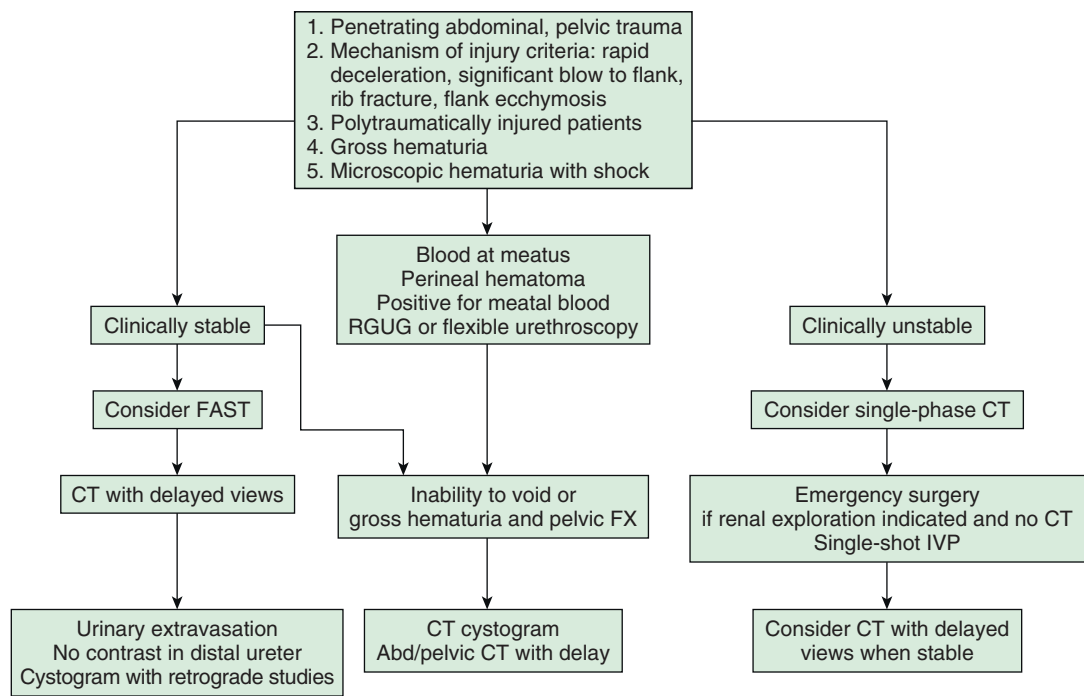 1. Penetrating abdominal, pelvic trauma
2. Mechanism of injury criteria: rapid
deceleration, significant blow to flank,
rib fracture, flank ecchymosis
3. Polytraumatically injured patients
4. Gross hematuria
5. Microscopic hematuria with shock
Blood at meatus
Perineal hematoma
Positive for meatal blood
RGUG or flexible urethroscopy
Clinically stable
Clinically unstable
Consider FAST
Consider single-phase CT
CT with delayed views
Inability to void or
gross hematuria and pelvic FX
Emergency surgery
if renal exploration indicated and no CT
Single-shot IVP
Urinary extravasation
No contrast in distal ureter
Cystogram with retrograde studies
CT cystogram
Abd/pelvic CT with delay
Consider CT with delayed
views when stable